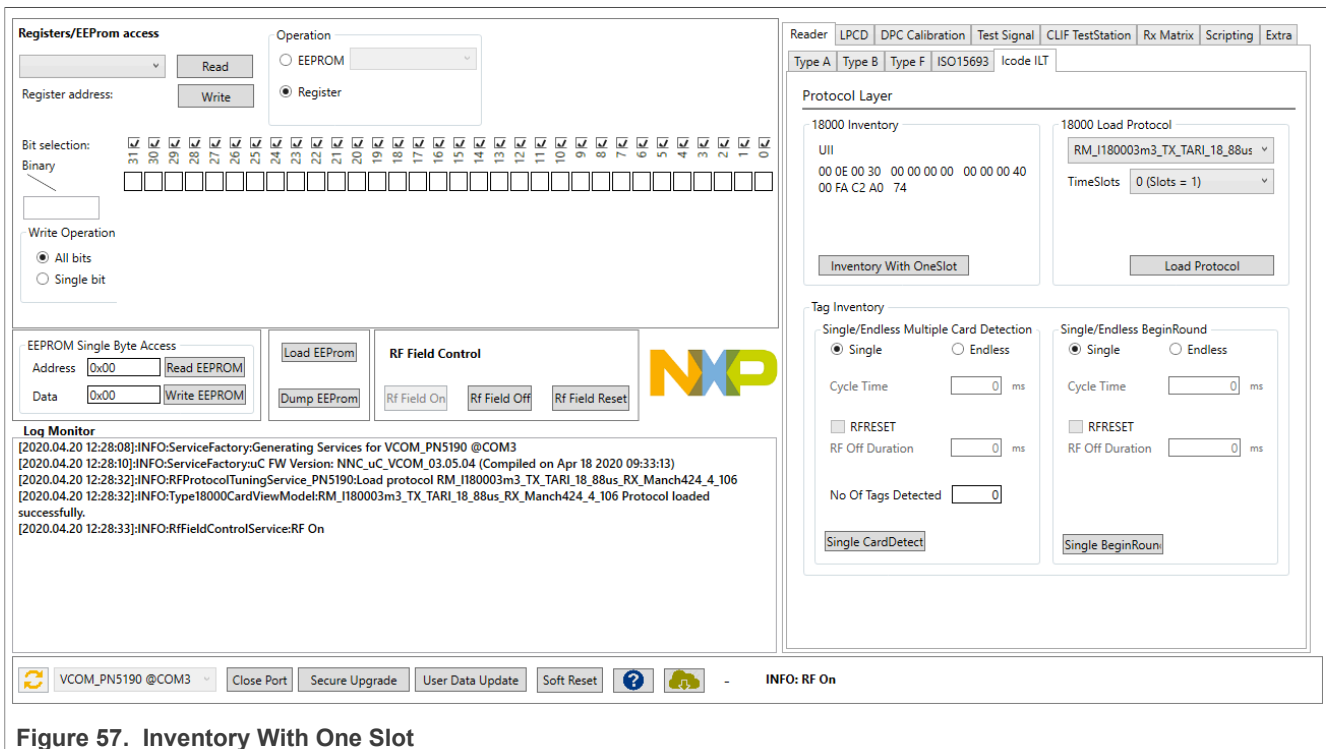 Registers/EEProm access
Read
Register address:
Write
Operation
EEPROM
Register
Bit selection:
31 30 29 28 27 26 25 24 23 22 21 20 19 18 17 16 15 14 13 12 11 10 9 8 7 6 5 4 3 2 1 0
Binary
Write Operation
All bits
Single bit
EEPROM Single Byte Access
Address 0x00 Read EEPROM
Data 0x00 Write EEPROM
Load EEProm
Dump EEProm
RF Field Control
Rf Field On Rf Field Off Rf Field Reset
NXP
Log Monitor
[2020.04.20 12:28:08]:INFO:ServiceFactory:Generating Services for VCOM_PN5190 @COM3
[2020.04.20 12:28:10]:INFO:ServiceFactory:uC FW Version: NNC_uC_VCOM_03.05.04 (Compiled on Apr 18 2020 09:33:13)
[2020.04.20 12:28:32]:INFO:RFProtocolTuningService_PN5190:Load protocol RM_I180003m3_TX_TARI_18_88us_RX_Manch424_4_106
[2020.04.20 12:28:32]:INFO:Type18000CardViewModel:RM_I180003m3_TX_TARI_18_88us_RX_Manch424_4_106 Protocol loaded
successfully.
[2020.04.20 12:28:33]:INFO:RfFieldControlService:RF On
Reader LPCD DPC Calibration Test Signal CLIF TestStation Rx Matrix Scripting Extra
Type A Type B Type F ISO15693 Icode ILT
Protocol Layer
18000 Inventory
UII
00 0E 00 30 00 00 00 00 00 00 00 40
00 FA C2 A0 74
Inventory With OneSlot
18000 Load Protocol
RM_I180003m3_TX_TARI_18_88us
TimeSlots 0 (Slots = 1)
Load Protocol
Tag Inventory
Single/Endless Multiple Card Detection
Single Endless
Cycle Time 0 ms
RFRESET
RF Off Duration 0 ms
No Of Tags Detected 0
Single CardDetect
Single/Endless BeginRound
Single Endless
Cycle Time 0 ms
RFRESET
RF Off Duration 0 ms
Single BeginRoun
VCOM_PN5190 @COM3 Close Port Secure Upgrade User Data Update Soft Reset ? - INFO: RF On
Figure 57. Inventory With One Slot